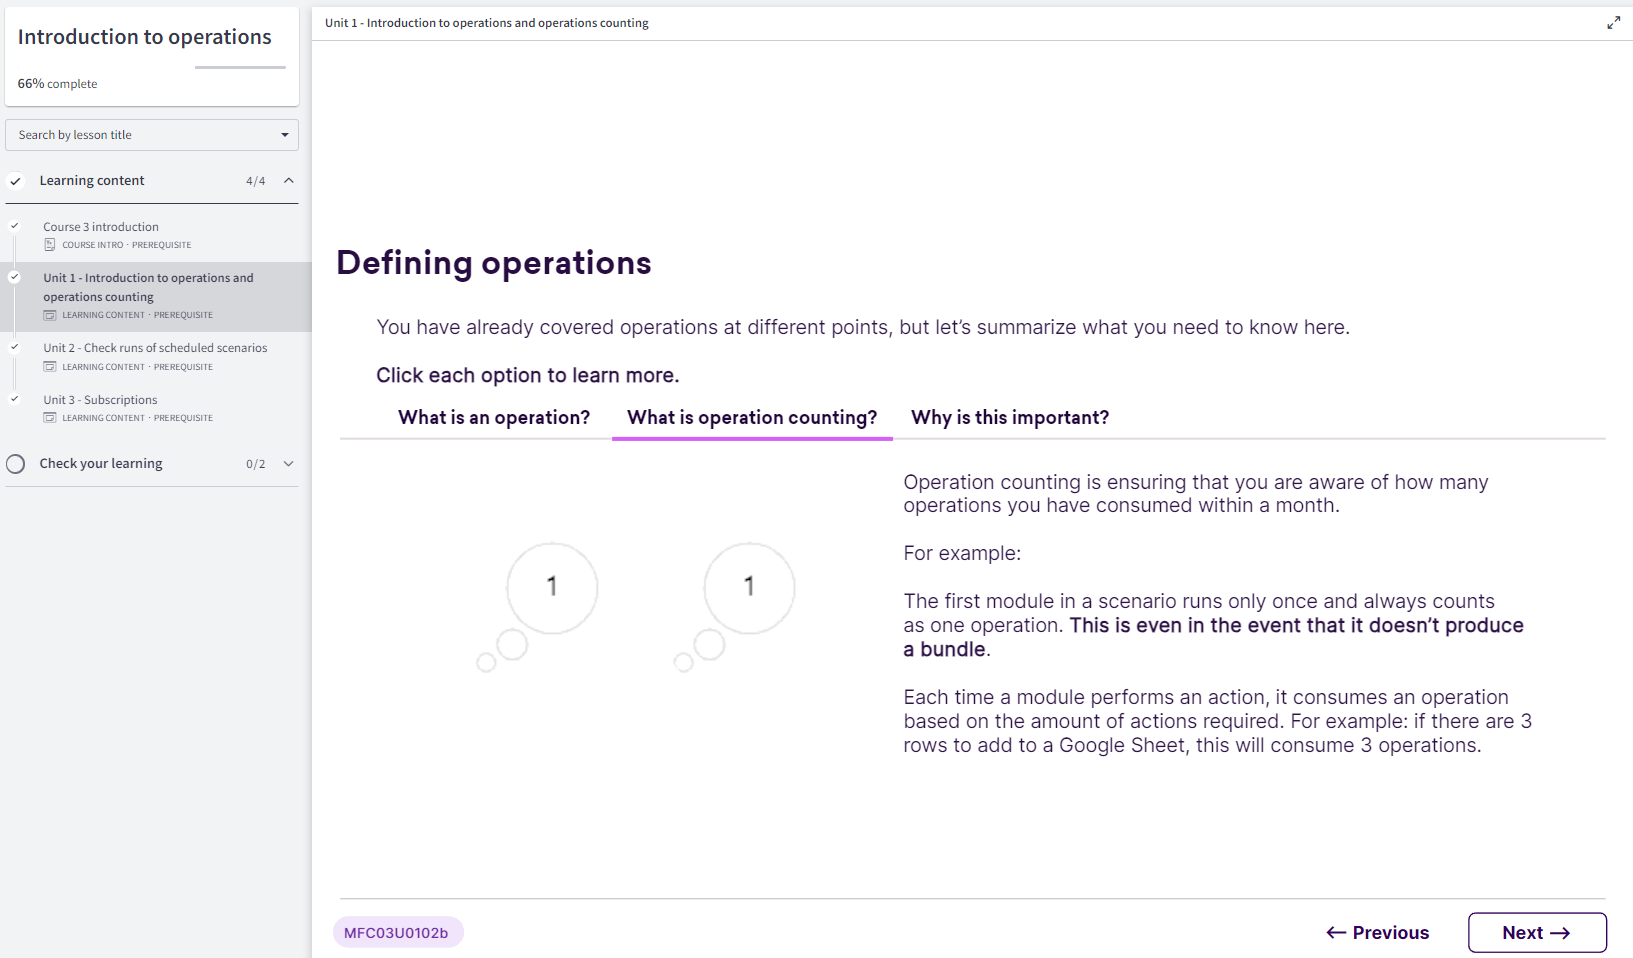 Introduction to operations
66% complete
Search by lesson title
Learning content 4/4
Course 3 introduction
COURSE INTRO · PREREQUISITE
Unit 1 - Introduction to operations and
operations counting
LEARNING CONTENT · PREREQUISITE
Unit 2 - Check runs of scheduled scenarios
LEARNING CONTENT · PREREQUISITE
Unit 3 - Subscriptions
LEARNING CONTENT · PREREQUISITE
Check your learning 0/2
Unit 1 - Introduction to operations and operations counting
Defining operations
You have already covered operations at different points, but let’s summarize what you need to know here.
Click each option to learn more.
What is an operation? What is operation counting? Why is this important?
1 1
Operation counting is ensuring that you are aware of how many
operations you have consumed within a month.
For example:
The first module in a scenario runs only once and always counts
as one operation. This is even in the event that it doesn’t produce
a bundle.
Each time a module performs an action, it consumes an operation
based on the amount of actions required. For example: if there are 3
rows to add to a Google Sheet, this will consume 3 operations.
MFC03U0102b
← Previous Next →